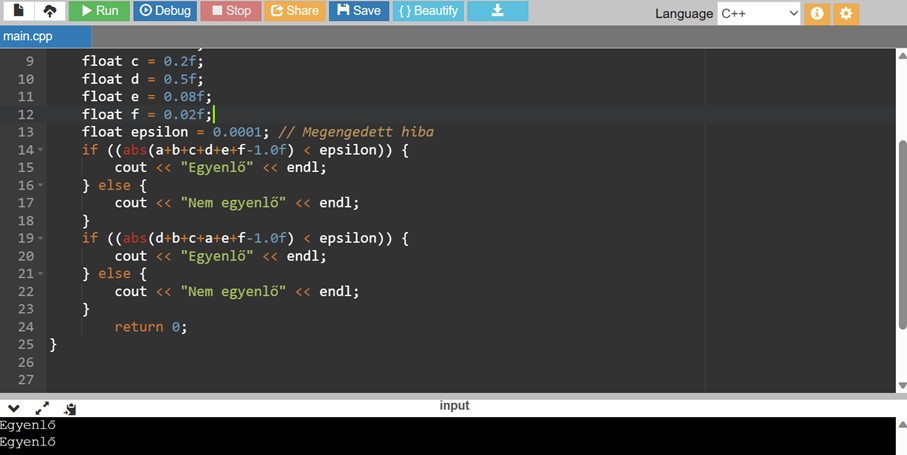 Run Debug Stop Share Save { } Beautify Language C++
main.cpp
9 float c = 0.2f;
10 float d = 0.5f;
11 float e = 0.08f;
12 float f = 0.02f;
13 float epsilon = 0.0001; // Megengedett hiba
14 if ((abs(a+b+c+d+e+f-1.0f) < epsilon)) {
15 cout << "Egyenlő" << endl;
16 } else {
17 cout << "Nem egyenlő" << endl;
18 }
19 if ((abs(d+b+c+a+e+f-1.0f) < epsilon)) {
20 cout << "Egyenlő" << endl;
21 } else {
22 cout << "Nem egyenlő" << endl;
23 }
24 return 0;
25 }
26
27
input
Egyenlő
Egyenlő